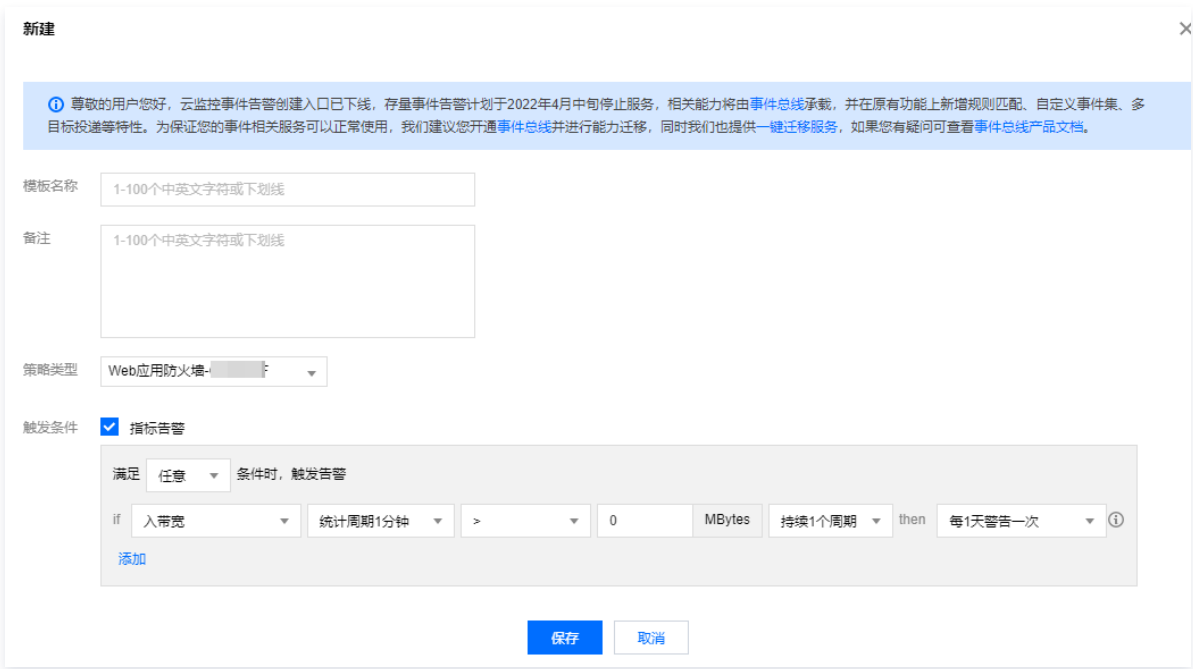 新建
尊敬的用户您好，云监控事件告警创建入口已下线，存量事件告警计划于2022年4月中旬停止服务，相关能力将由事件总线承载，并在原有功能上新增规则匹配、自定义事件集、多
目标投递等特性。为保证您的事件相关服务可以正常使用，我们建议您开通事件总线并进行能力迁移，同时我们也提供一键迁移服务，如果您有疑问可查看事件总线产品文档。
模板名称 1-100个中英文字符或下划线
备注 1-100个中英文字符或下划线
策略类型 Web应用防火墙-
触发条件 指标告警
满足 任意 条件时，触发告警
if 入带宽 统计周期1分钟 > 0 MBytes 持续1个周期 then 每1天警告一次
添加
保存 取消